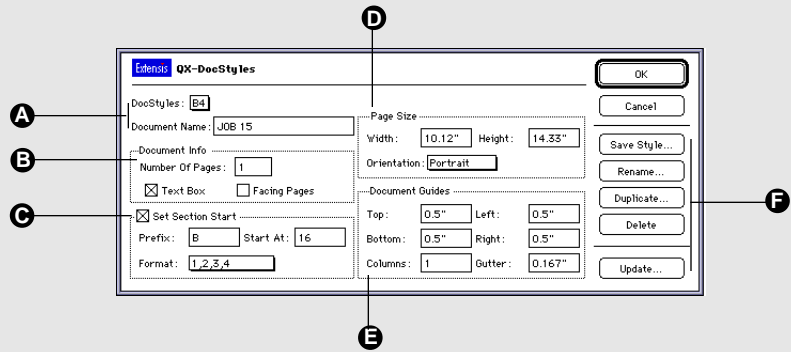 D
Extensis QX-DocStyles
OK
A
DocStyles: B4
Document Name: JOB 15
Page Size
Width: 10.12" Height: 14.33"
Orientation: Portrait
Cancel
Save Style...
B
Document Info
Number Of Pages: 1
Text Box Facing Pages
Rename...
Duplicate...
Delete
Update...
F
C
Set Section Start
Prefix: B Start At: 16
Format: 1,2,3,4
Document Guides
Top: 0.5" Left: 0.5"
Bottom: 0.5" Right: 0.5"
Columns: 1 Gutter: 0.167"
E